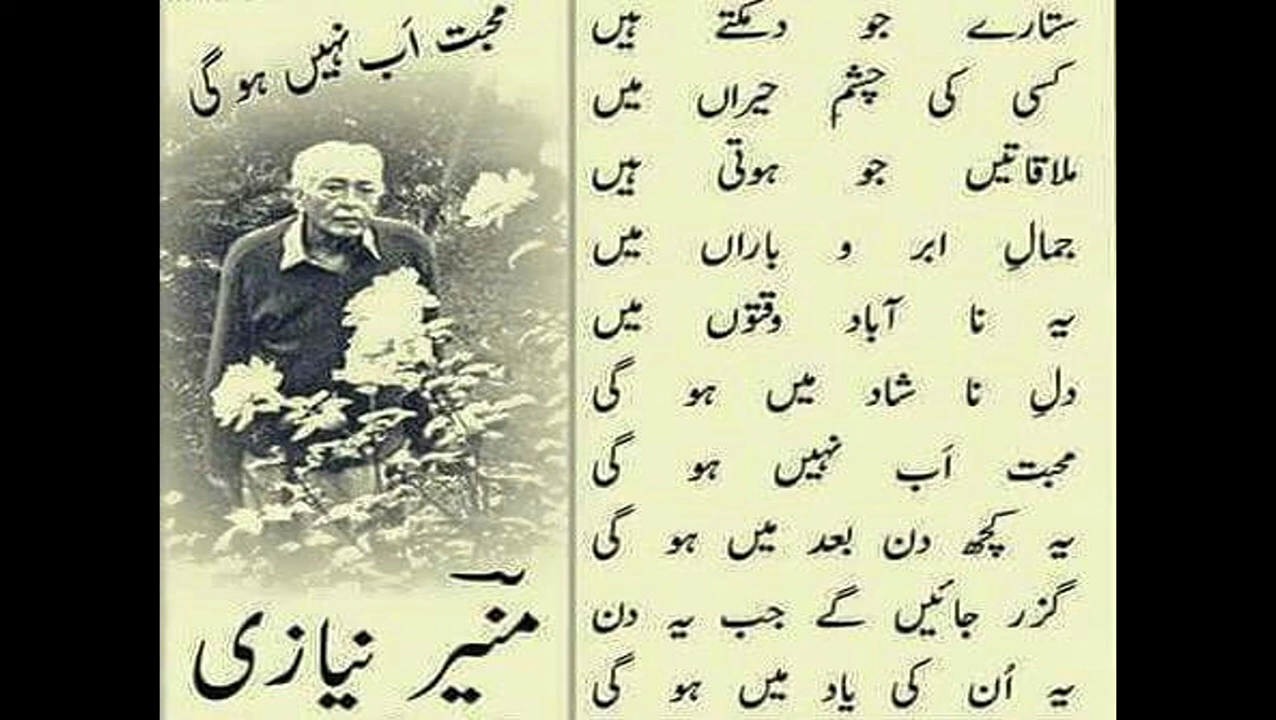 محبت اَب نہیں ہو گی
ستارے جو دمکتے ہیں
کسی کی چشم حیراں میں
ملاقاتیں جو ہوتی ہیں
جمالِ ابر و باراں میں
یہ نا آباد وقتوں میں
دلِ نا شاد میں ہو گی
محبت اَب نہیں ہو گی
یہ کچھ دن بعد میں ہو گی
گزر جائیں گے جب یہ دن
یہ اُن کی یاد میں ہو گی
منیؔر نیازی